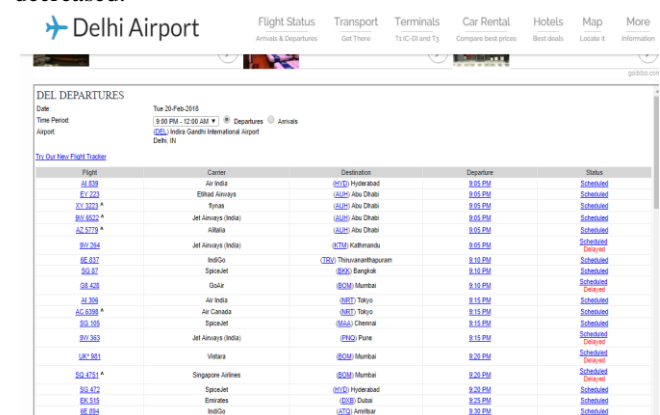 decreased.
Delhi Airport
Flight Status Transport Terminals Car Rental Hotels Map More
Arrivals & Departures Get There T1 (C-D) and T3 Compare best prices Best deals Locate it Information
goibibo.com
DEL DEPARTURES
Date: Tue 20-Feb-2018
Time Period: 9:00 PM - 12:00 AM Departures Arrivals
Airport: (DEL) Indira Gandhi International Airport
Delhi, IN
Try Our New Flight Tracker
Flight Carrier Destination Departure Status
AI 839 Air India (HYD) Hyderabad 9:05 PM Scheduled
EY 223 Etihad Airways (AUH) Abu Dhabi 9:05 PM Scheduled
XY 3223 ^ flynas (AUH) Abu Dhabi 9:05 PM Scheduled
9W 6522 ^ Jet Airways (India) (AUH) Abu Dhabi 9:05 PM Scheduled
AZ 5779 ^ Alitalia (AUH) Abu Dhabi 9:05 PM Scheduled
9W 264 Jet Airways (India) (KTM) Kathmandu 9:05 PM Scheduled
Delayed
6E 837 IndiGo (TRV) Thiruvananthapuram 9:10 PM Scheduled
SG 87 SpiceJet (BKK) Bangkok 9:10 PM Scheduled
G8 428 GoAir (BOM) Mumbai 9:10 PM Scheduled
Delayed
AI 306 Air India (NRT) Tokyo 9:15 PM Scheduled
AC 6398 ^ Air Canada (NRT) Tokyo 9:15 PM Scheduled
SG 105 SpiceJet (MAA) Chennai 9:15 PM Scheduled
9W 363 Jet Airways (India) (PNQ) Pune 9:15 PM Scheduled
Delayed
UK* 981 Vistara (BOM) Mumbai 9:20 PM Scheduled
Delayed
SQ 4751 ^ Singapore Airlines (BOM) Mumbai 9:20 PM Scheduled
Delayed
SG 472 SpiceJet (HYD) Hyderabad 9:20 PM Scheduled
EK 515 Emirates (DXB) Dubai 9:25 PM Scheduled
6E 894 IndiGo (ATQ) Amritsar 9:30 PM Scheduled